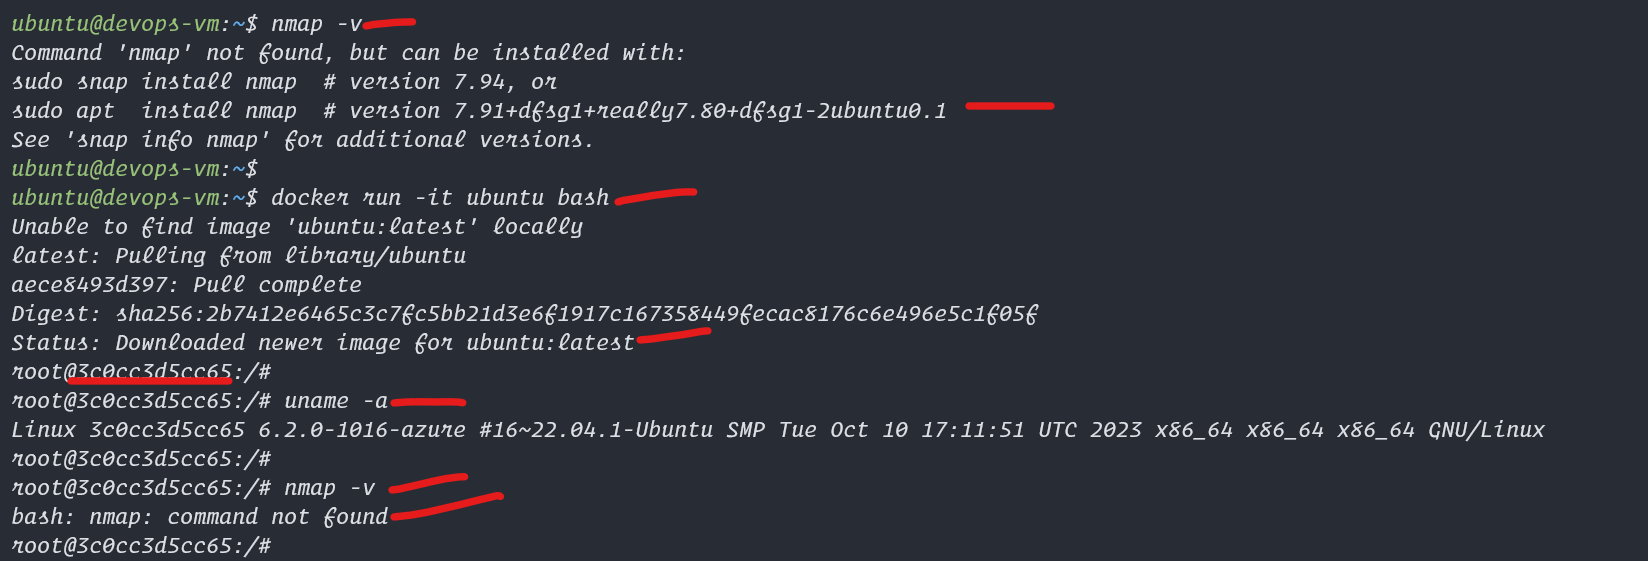 ubuntu@devops-vm:~$ nmap -v
Command 'nmap' not found, but can be installed with:
sudo snap install nmap  # version 7.94, or
sudo apt  install nmap  # version 7.91+dfsg1+really7.80+dfsg1-2ubuntu0.1
See 'snap info nmap' for additional versions.
ubuntu@devops-vm:~$
ubuntu@devops-vm:~$ docker run -it ubuntu bash
Unable to find image 'ubuntu:latest' locally
latest: Pulling from library/ubuntu
aece8493d397: Pull complete
Digest: sha256:2b7412e6465c3c7fc5bb21d3e6f1917c167358449fecac8176c6e496e5c1f05f
Status: Downloaded newer image for ubuntu:latest
root@3c0cc3d5cc65:/#
root@3c0cc3d5cc65:/# uname -a
Linux 3c0cc3d5cc65 6.2.0-1016-azure #16~22.04.1-Ubuntu SMP Tue Oct 10 17:11:51 UTC 2023 x86_64 x86_64 x86_64 GNU/Linux
root@3c0cc3d5cc65:/#
root@3c0cc3d5cc65:/# nmap -v
bash: nmap: command not found
root@3c0cc3d5cc65:/#